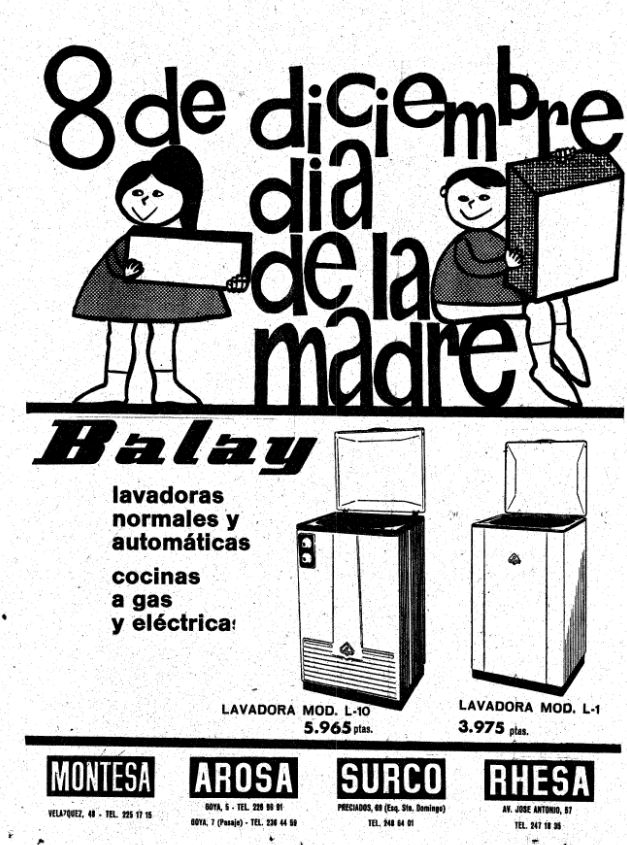 8 de diciembre
dia
de la
madre
Balay
lavadoras
normales y
automáticas
cocinas
a gas
y eléctricas
LAVADORA MOD. L-10
5.965 ptas.
LAVADORA MOD. L-1
3.975 ptas.
MONTESA
VELAZQUEZ, 48 - TEL. 225 17 15
AROSA
GOYA, 5 - TEL. 226 98 91
GOYA, 7 (Pasaje) - TEL. 236 44 59
SURCO
PRECIADOS, 69 (Esq. Sto. Domingo)
TEL. 248 64 01
RHESA
AV. JOSE ANTONIO, 57
TEL. 247 18 35